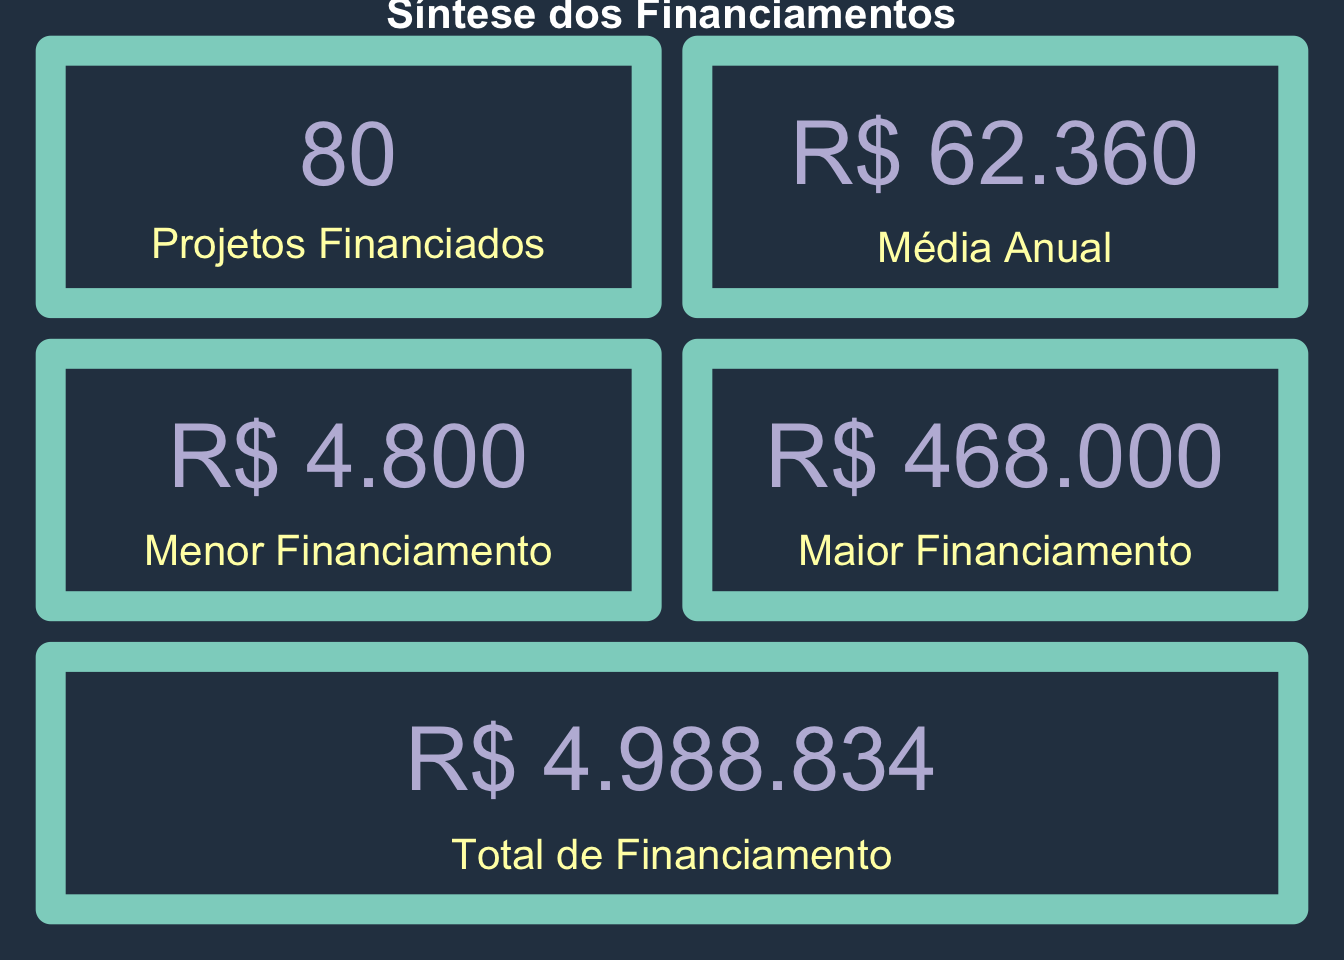 Síntese dos Financiamentos
80
Projetos Financiados
R$ 62.360
Média Anual
R$ 4.800
Menor Financiamento
R$ 468.000
Maior Financiamento
R$ 4.988.834
Total de Financiamento